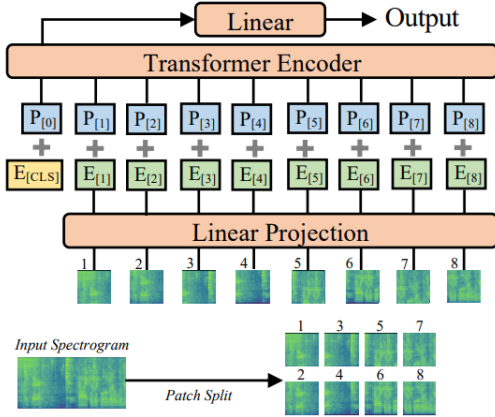 Linear Output
Transformer Encoder
P[0] P[1] P[2] P[3] P[4] P[5] P[6] P[7] P[8]
+ + + + + + + + +
E[CLS] E[1] E[2] E[3] E[4] E[5] E[6] E[7] E[8]
Linear Projection
1 2 3 4 5 6 7 8
Input Spectrogram
Patch Split
1 3 5 7
2 4 6 8